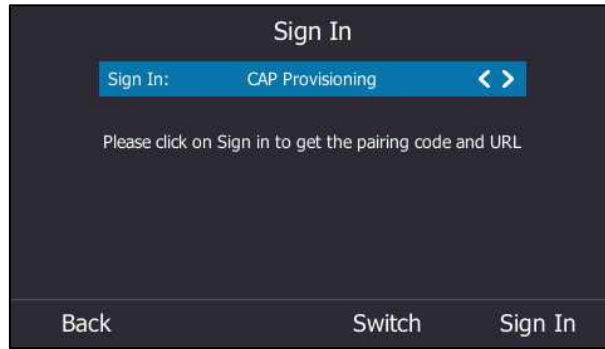 Sign In
Sign In: CAP Provisioning
Please click on Sign in to get the pairing code and URL
Back Switch Sign In